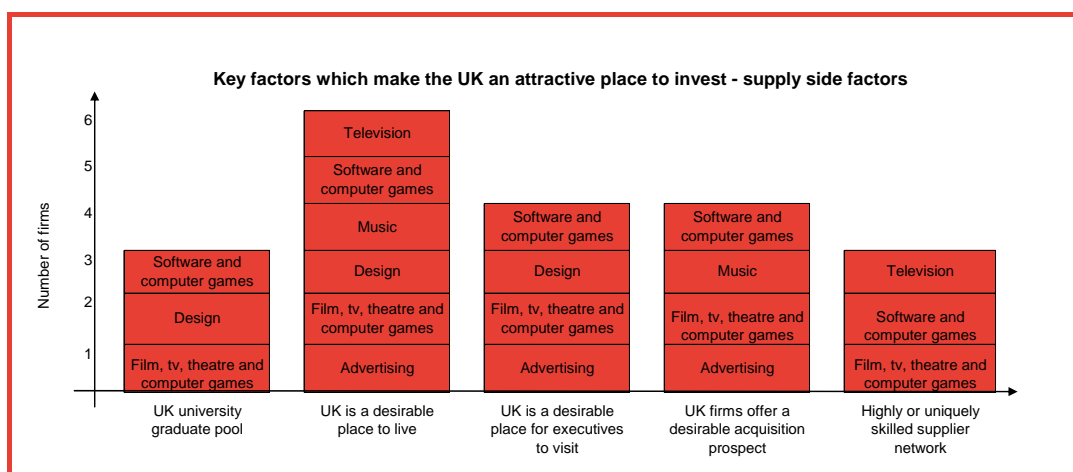 Key factors which make the UK an attractive place to invest - supply side factors
Number of firms
6
5
4
3
2
1
Software and
computer games
Design
Film, tv, theatre and
computer games
Television
Software and
computer games
Music
Design
Film, tv, theatre and
computer games
Advertising
Software and
computer games
Design
Film, tv, theatre and
computer games
Advertising
Software and
computer games
Music
Film, tv, theatre and
computer games
Advertising
Television
Software and
computer games
Film, tv, theatre and
computer games
UK university
graduate pool
UK is a desirable
place to live
UK is a desirable
place for executives
to visit
UK firms offer a
desirable acquisition
prospect
Highly or uniquely
skilled supplier
network